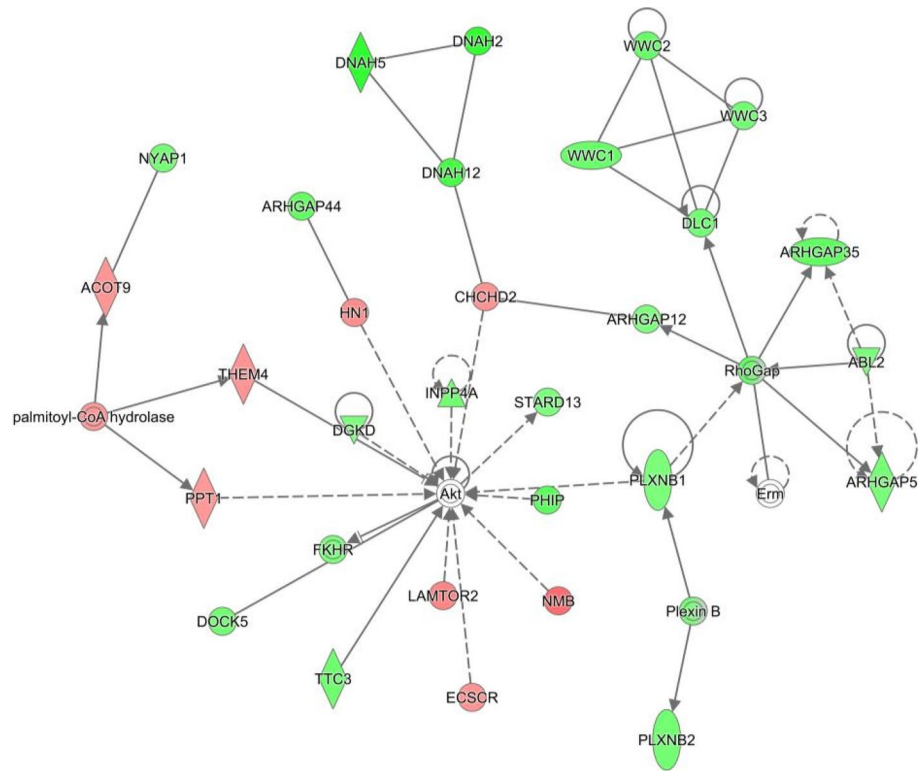 DNAH2
WWC2
DNAH5
WWC3
NYAP1
WWC1
DNAH12
ARHGAP44
DLC1
ARHGAP35
ACOT9
CHCHD2
HN1
ARHGAP12
THEM4
RhoGap
ABL2
INPP4A
STARD13
palmitoyl-CoA hydrolase
DGKD
PLXNB1
ARHGAP5
PPT1
Akt
PHIP
Erm
FKHR
LAMTOR2
NMB
Plexin B
DOCK5
TTC3
ECSCR
PLXNB2